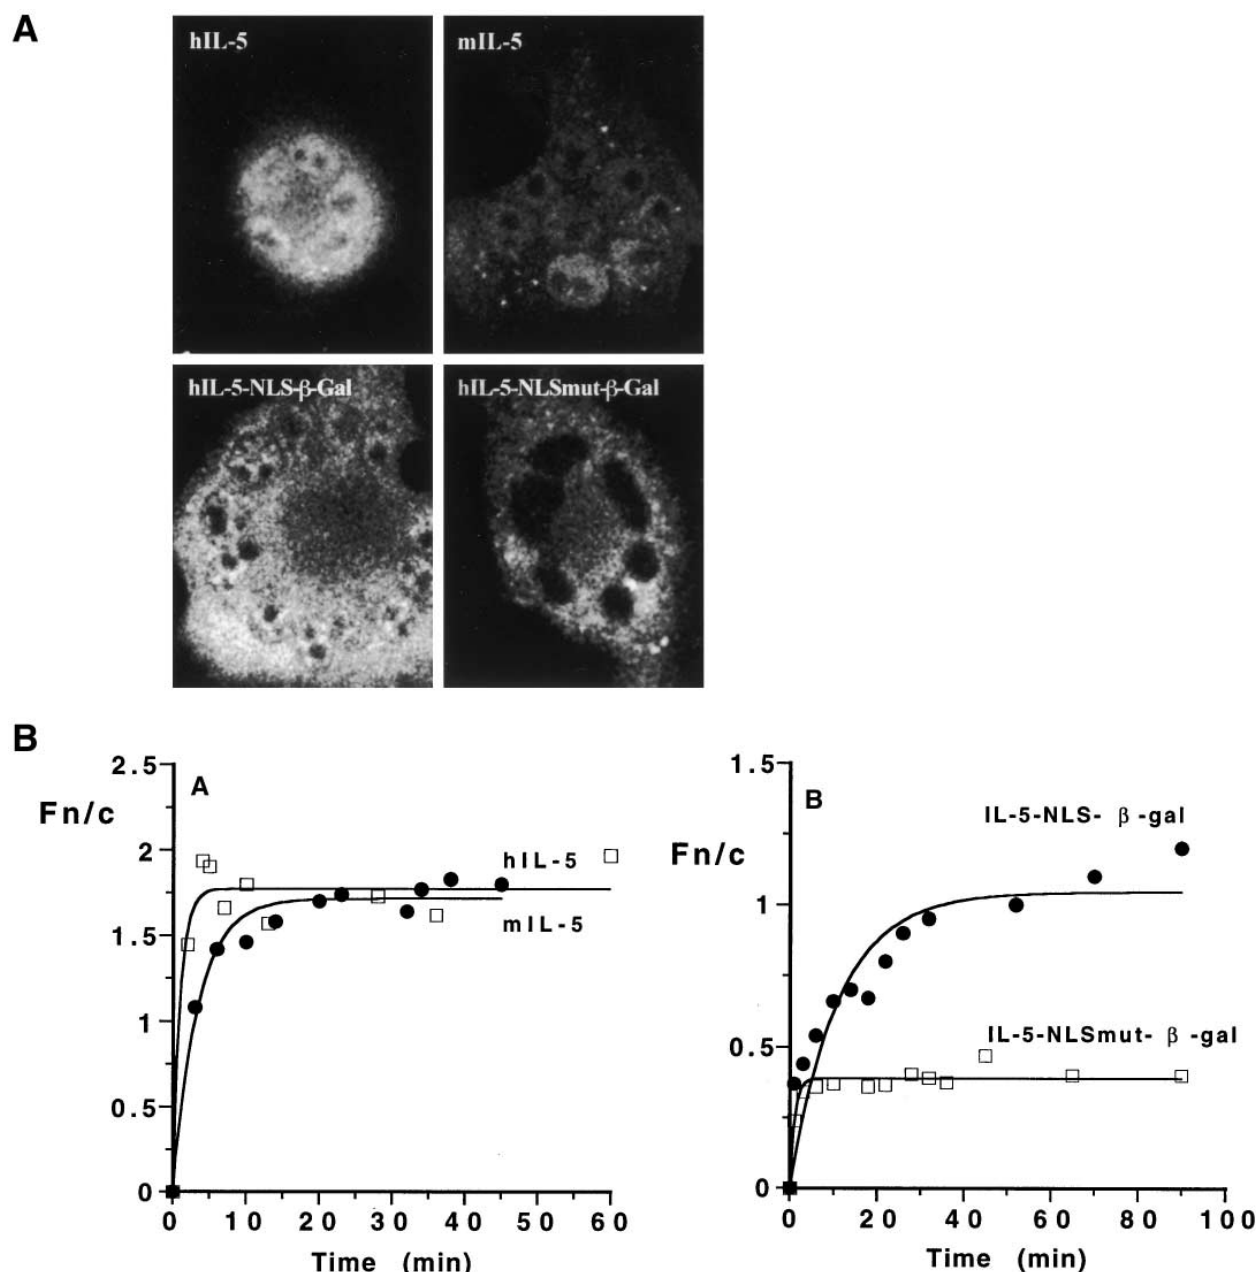 A
hIL-5
mIL-5
hIL-5-NLS-β-Gal
hIL-5-NLSmut-β-Gal
B
2.5
A
Fn/c
2
hIL-5
mIL-5
1.5
1
0.5
0
0 10 20 30 40 50 60
Time (min)
1.5
B
IL-5-NLS- β -gal
Fn/c
1
IL-5-NLSmut- β -gal
0.5
0
0 20 40 60 80 100
Time (min)